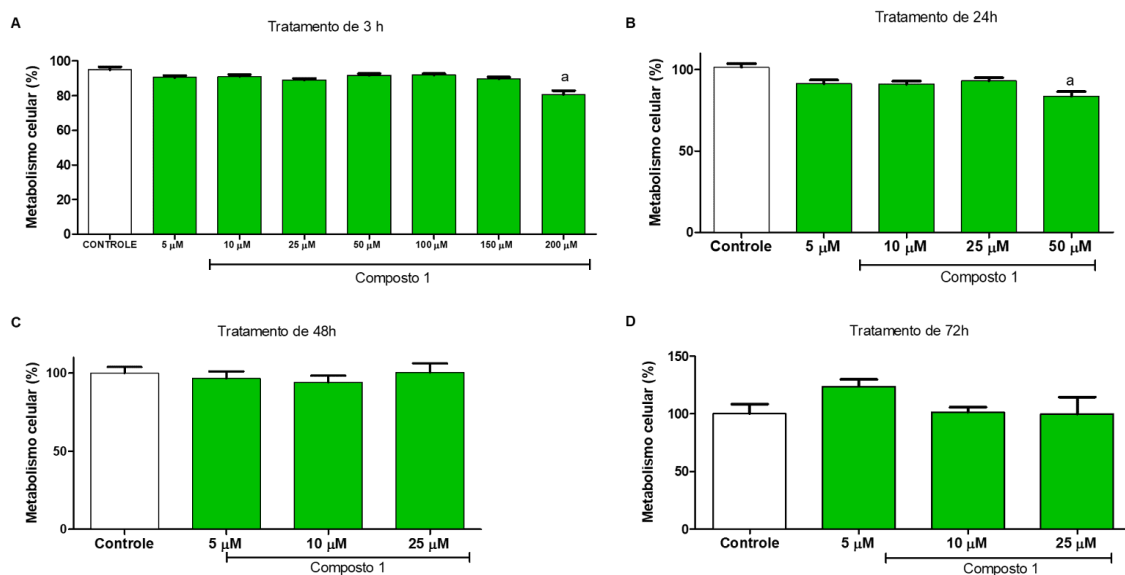 A
Tratamento de 3 h
Metabolismo celular (%)
100
80
60
40
20
0
CONTROLE 5 µM 10 µM 25 µM 50 µM 100 µM 150 µM 200 µM
a
Composto 1
B
Tratamento de 24h
Metabolismo celular (%)
100
50
0
Controle 5 µM 10 µM 25 µM 50 µM
a
Composto 1
C
Tratamento de 48h
Metabolismo celular (%)
100
50
0
Controle 5 µM 10 µM 25 µM
Composto 1
D
Tratamento de 72h
Metabolismo celular (%)
150
100
50
0
Controle 5 µM 10 µM 25 µM
Composto 1